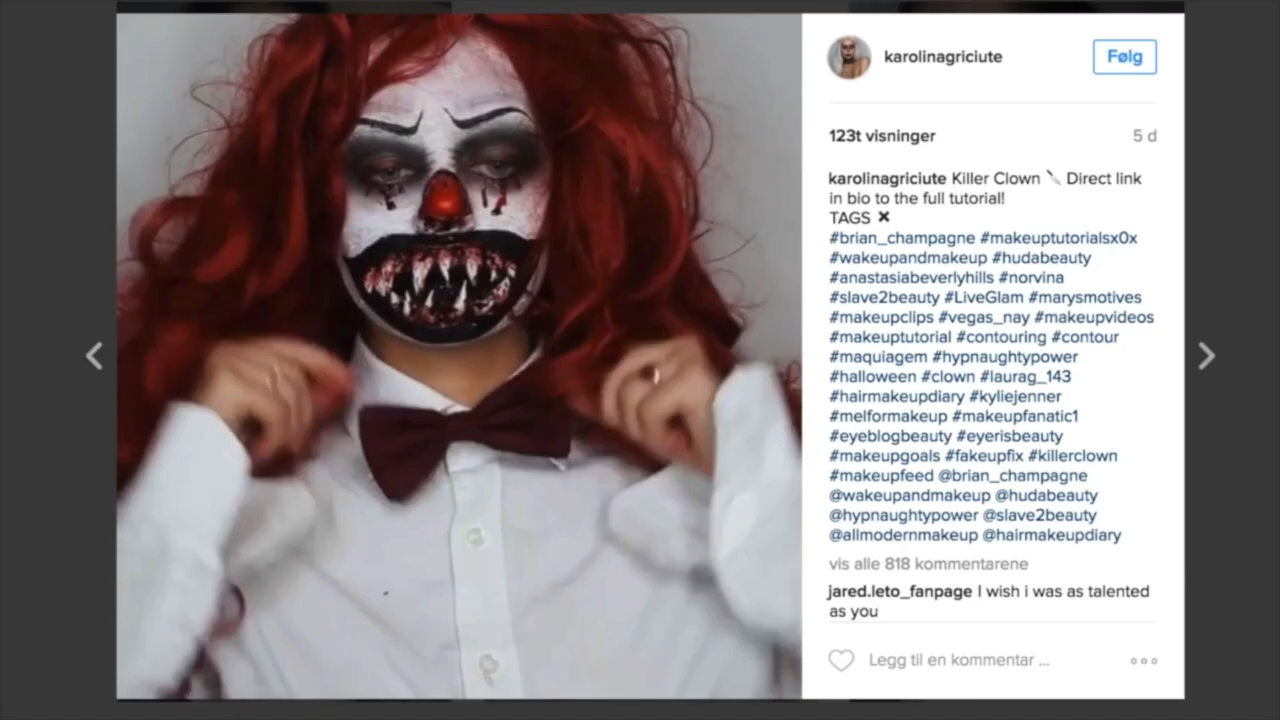 karolinagriciute
Følg
123t visninger
5 d
karolinagriciute Killer Clown 🔪 Direct link
in bio to the full tutorial!
TAGS ✖
#brian_champagne #makeuptutorialsx0x
#wakeupandmakeup #hudabeauty
#anastasiabeverlyhills #norvina
#slave2beauty #LiveGlam #marysmotives
#makeupclips #vegas_nay #makeupvideos
#makeuptutorial #contouring #contour
#maquiagem #hypnaughtypower
#halloween #clown #laurag_143
#hairmakeupdiary #kyliejenner
#melformakeup #makeupfanatic1
#eyeblogbeauty #eyerisbeauty
#makeupgoals #fakeupfix #killerclown
#makeupfeed @brian_champagne
@wakeupandmakeup @hudabeauty
@hypnaughtypower @slave2beauty
@allmodernmakeup @hairmakeupdiary
vis alle 818 kommentarene
jared.leto_fanpage I wish i was as talented
as you
Legg til en kommentar ...